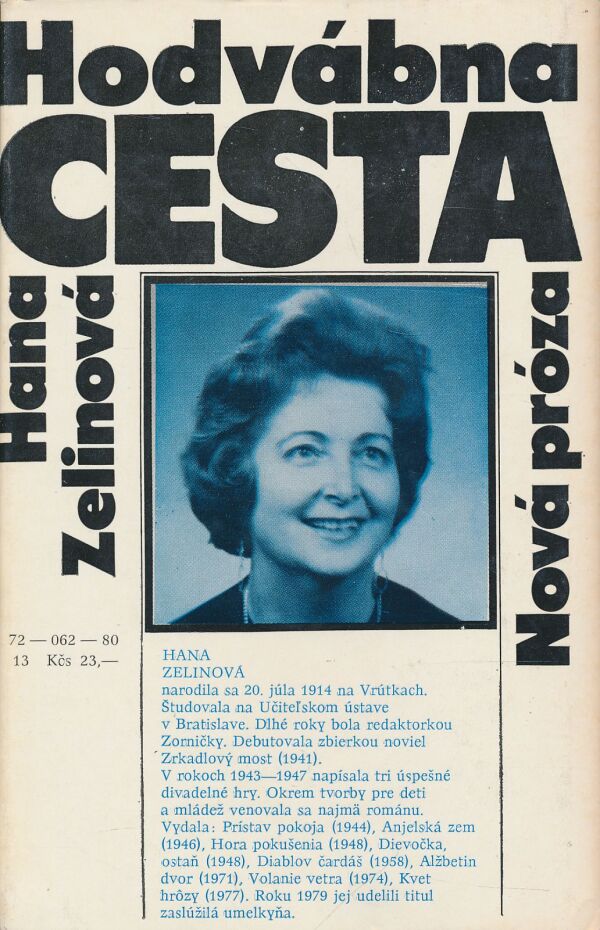 Hodvábna
CESTA
Hana
Zelinová
Nová próza
72 — 062 — 80
13 Kčs 23,—
HANA
ZELINOVÁ
narodila sa 20. júla 1914 na Vrútkach.
Študovala na Učiteľskom ústave
v Bratislave. Dlhé roky bola redaktorkou
Zorničky. Debutovala zbierkou noviel
Zrkadlový most (1941).
V rokoch 1943—1947 napísala tri úspešné
divadelné hry. Okrem tvorby pre deti
a mládež venovala sa najmä románu.
Vydala: Prístav pokoja (1944), Anjelská zem
(1946), Hora pokušenia (1948), Dievočka,
ostaň (1948), Diablov čardáš (1958), Alžbetin
dvor (1971), Volanie vetra (1974), Kvet
hrôzy (1977). Roku 1979 jej udelili titul
zaslúžilá umelkyňa.